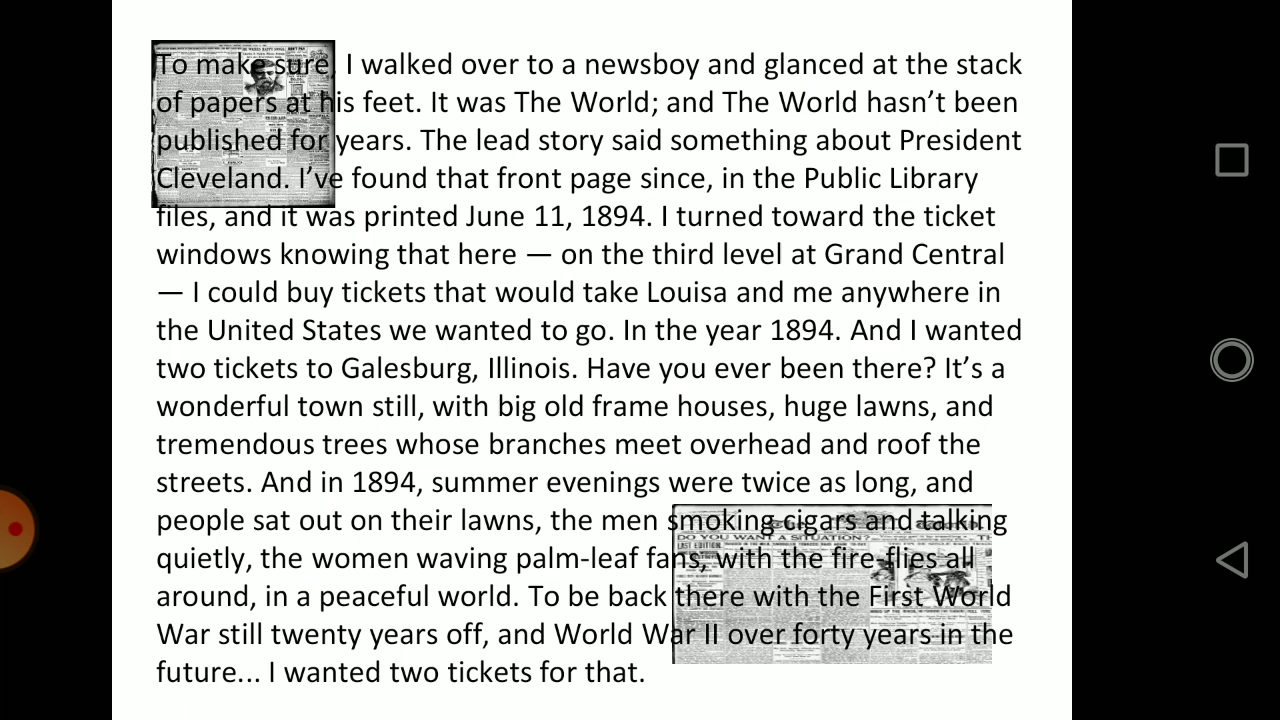 To make sure, I walked over to a newsboy and glanced at the stack
of papers at his feet. It was The World; and The World hasn’t been
published for years. The lead story said something about President
Cleveland. I’ve found that front page since, in the Public Library
files, and it was printed June 11, 1894. I turned toward the ticket
windows knowing that here — on the third level at Grand Central
— I could buy tickets that would take Louisa and me anywhere in
the United States we wanted to go. In the year 1894. And I wanted
two tickets to Galesburg, Illinois. Have you ever been there? It’s a
wonderful town still, with big old frame houses, huge lawns, and
tremendous trees whose branches meet overhead and roof the
streets. And in 1894, summer evenings were twice as long, and
people sat out on their lawns, the men smoking cigars and talking
quietly, the women waving palm-leaf fans, with the fire-flies all
around, in a peaceful world. To be back there with the First World
War still twenty years off, and World War II over forty years in the
future... I wanted two tickets for that.
DO YOU WANT A SITUATION?
LAST EDITION